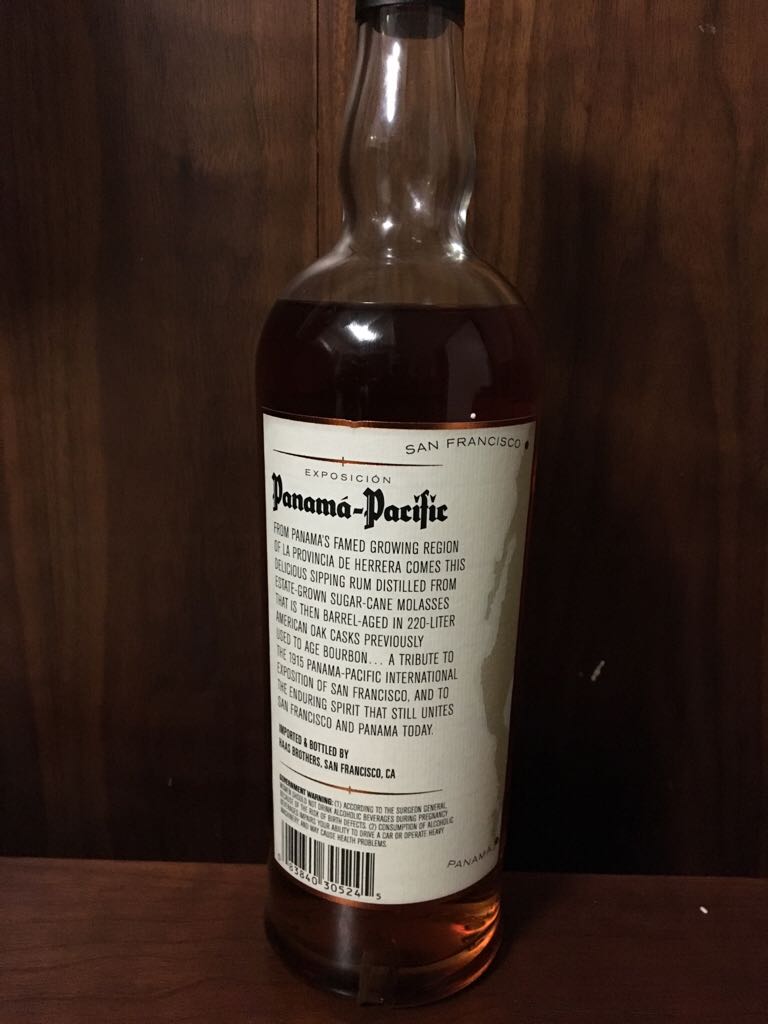 SAN FRANCISCO
EXPOSICIÓN
Panamá-Pacific
FROM PANAMA'S FAMED GROWING REGION
OF LA PROVINCIA DE HERRERA COMES THIS
DELICIOUS SIPPING RUM DISTILLED FROM
ESTATE-GROWN SUGAR-CANE MOLASSES
THAT IS THEN BARREL-AGED IN 220-LITER
AMERICAN OAK CASKS PREVIOUSLY
USED TO AGE BOURBON... A TRIBUTE TO
THE 1915 PANAMA-PACIFIC INTERNATIONAL
EXPOSITION OF SAN FRANCISCO, AND TO
THE ENDURING SPIRIT THAT STILL UNITES
SAN FRANCISCO AND PANAMA TODAY.
IMPORTED & BOTTLED BY
HAAS BROTHERS, SAN FRANCISCO, CA
GOVERNMENT WARNING: (1) ACCORDING TO THE SURGEON GENERAL,
WOMEN SHOULD NOT DRINK ALCOHOLIC BEVERAGES DURING PREGNANCY
BECAUSE OF THE RISK OF BIRTH DEFECTS. (2) CONSUMPTION OF ALCOHOLIC
BEVERAGES IMPAIRS YOUR ABILITY TO DRIVE A CAR OR OPERATE HEAVY
MACHINERY, AND MAY CAUSE HEALTH PROBLEMS.
PANAMA
83840 30524 5